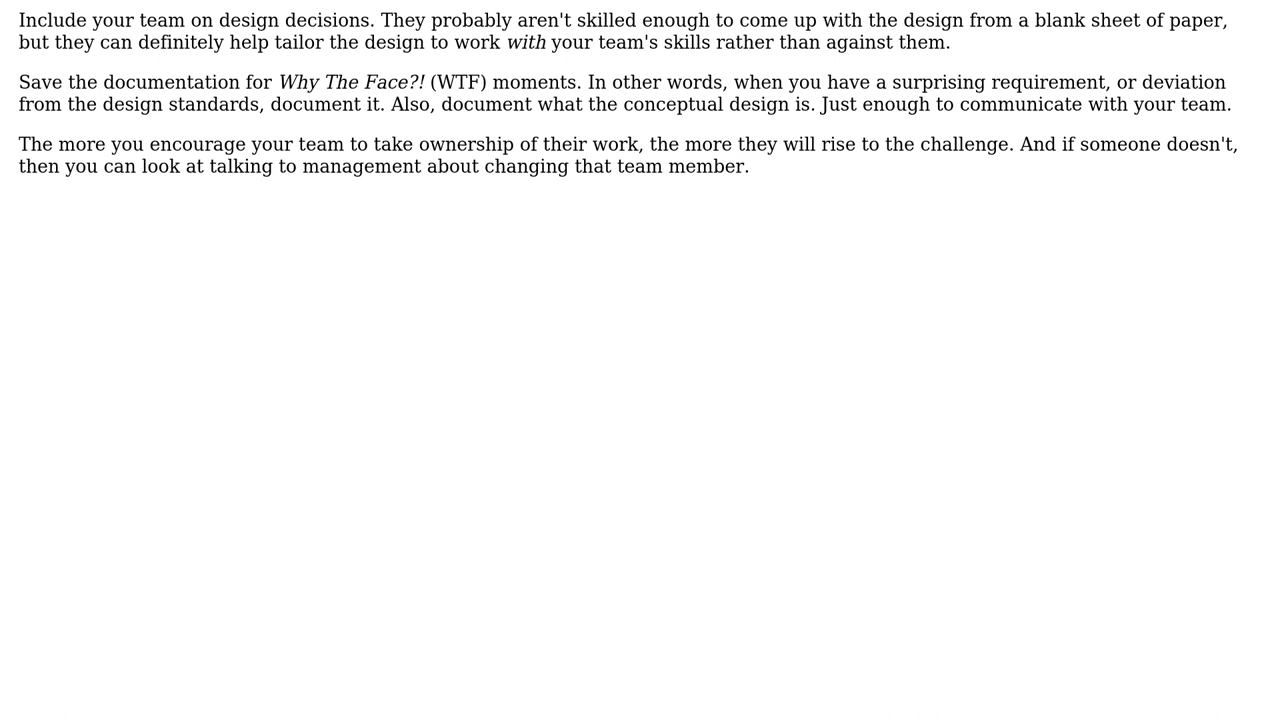 Include your team on design decisions. They probably aren't skilled enough to come up with the design from a blank sheet of paper,
but they can definitely help tailor the design to work with your team's skills rather than against them.
Save the documentation for Why The Face?! (WTF) moments. In other words, when you have a surprising requirement, or deviation
from the design standards, document it. Also, document what the conceptual design is. Just enough to communicate with your team.
The more you encourage your team to take ownership of their work, the more they will rise to the challenge. And if someone doesn't,
then you can look at talking to management about changing that team member.